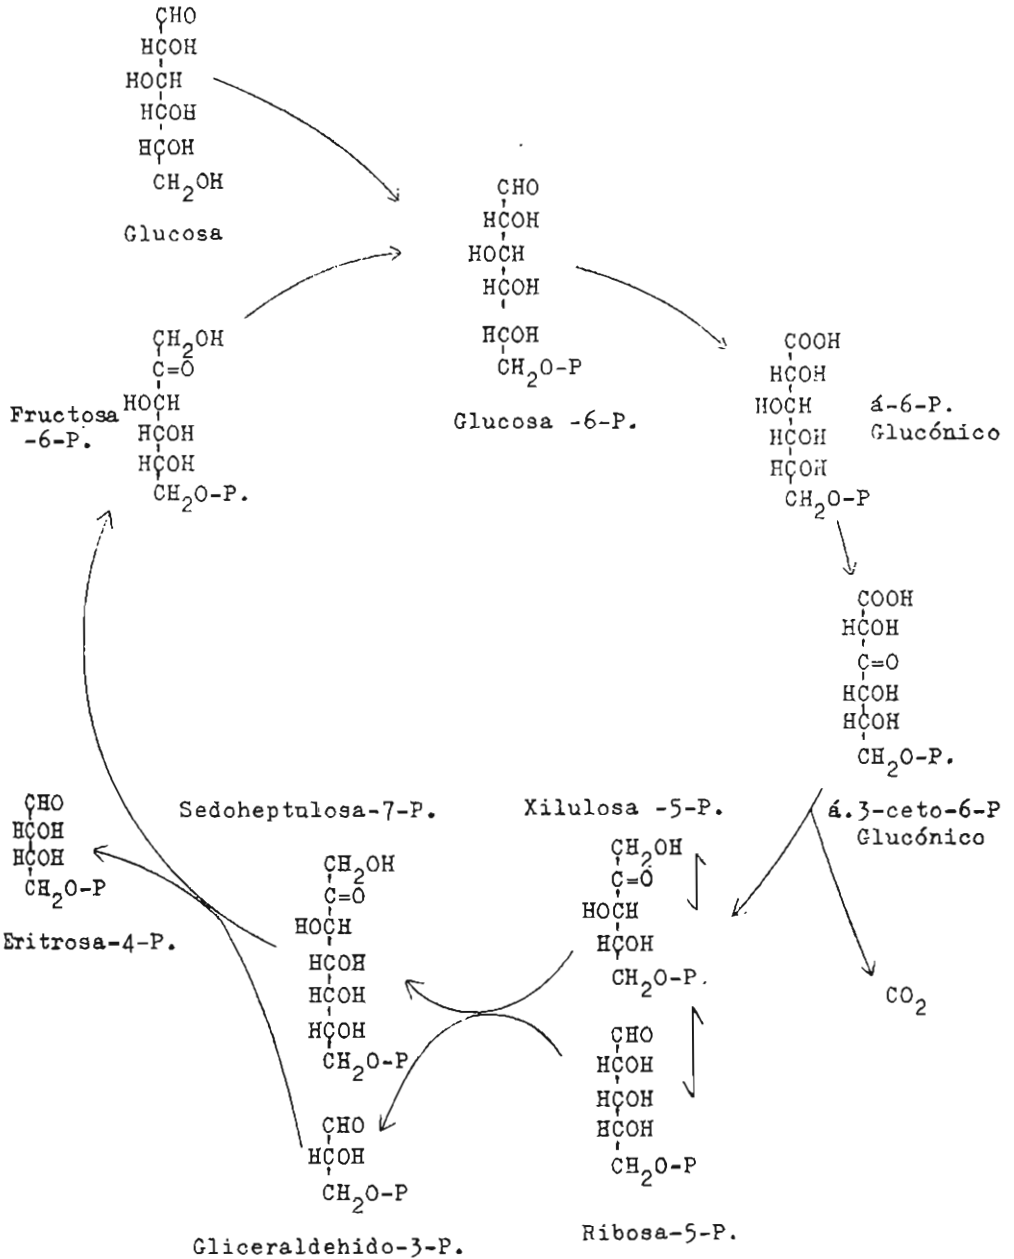 CHO
HCOH
HOCH
HCOH
HCOH
CH2OH
Glucosa
CHO
HCOH
HOCH
HCOH
HCOH
CH2O-P
Glucosa -6-P.
CH2OH
C=O
HOCH
HCOH
HCOH
CH2O-P.
Fructosa
-6-P.
COOH
HCOH
HOCH
HCOH
HCOH
CH2O-P
á-6-P.
Glucónico
COOH
HCOH
C=O
HCOH
HCOH
CH2O-P.
á.3-ceto-6-P
Glucónico
CO2
Xilulosa -5-P.
CH2OH
C=O
HOCH
HCOH
CH2O-P.
CHO
HCOH
HCOH
HCOH
CH2O-P
Ribosa-5-P.
Sedoheptulosa-7-P.
CH2OH
C=O
HOCH
HCOH
HCOH
HCOH
CH2O-P
CHO
HCOH
CH2O-P
Gliceraldehido-3-P.
CHO
HCOH
HCOH
CH2O-P
Eritrosa-4-P.